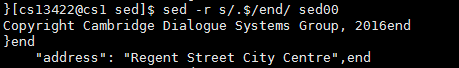 }[cs13422@cs1 sed]$ sed -r s/.$/end/ sed00
Copyright Cambridge Dialogue Systems Group, 2016end
}end
    "address": "Regent Street City Centre",end